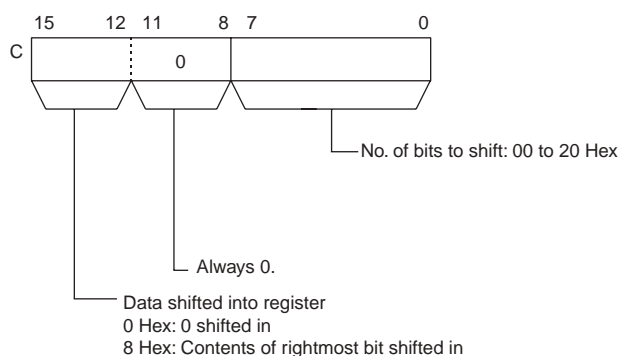 15 12 11 8 7 0
C
0
No. of bits to shift: 00 to 20 Hex
Always 0.
Data shifted into register
0 Hex: 0 shifted in
8 Hex: Contents of rightmost bit shifted in